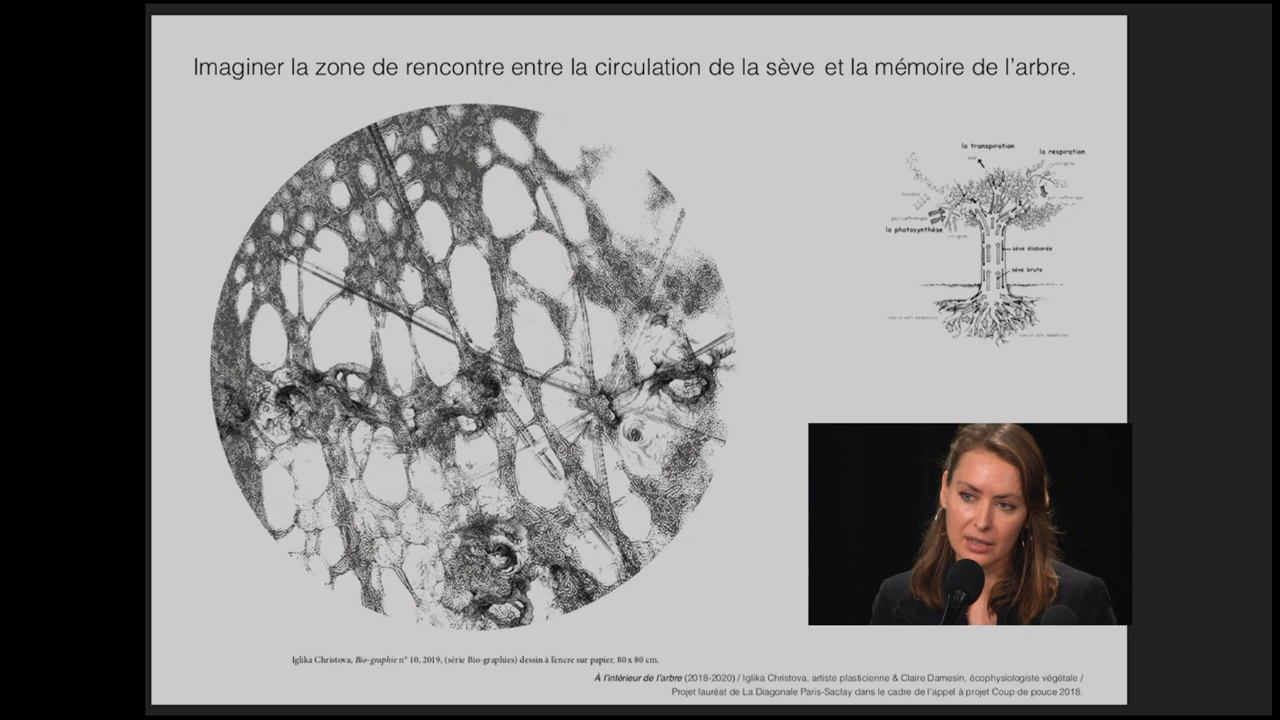 Imaginer la zone de rencontre entre la circulation de la sève et la mémoire de l'arbre.
la transpiration
la respiration
la photosynthèse
sève élaborée
sève brute
Iglika Christova, Bio-graphie n° 10, 2019, (série Bio-graphies) dessin à l'encre sur papier, 80 x 80 cm.
À l'intérieur de l'arbre (2018-2020) / Iglika Christova, artiste plasticienne & Claire Damesin, écophysiologiste végétale /
Projet lauréat de La Diagonale Paris-Saclay dans le cadre de l'appel à projet Coup de pouce 2018.